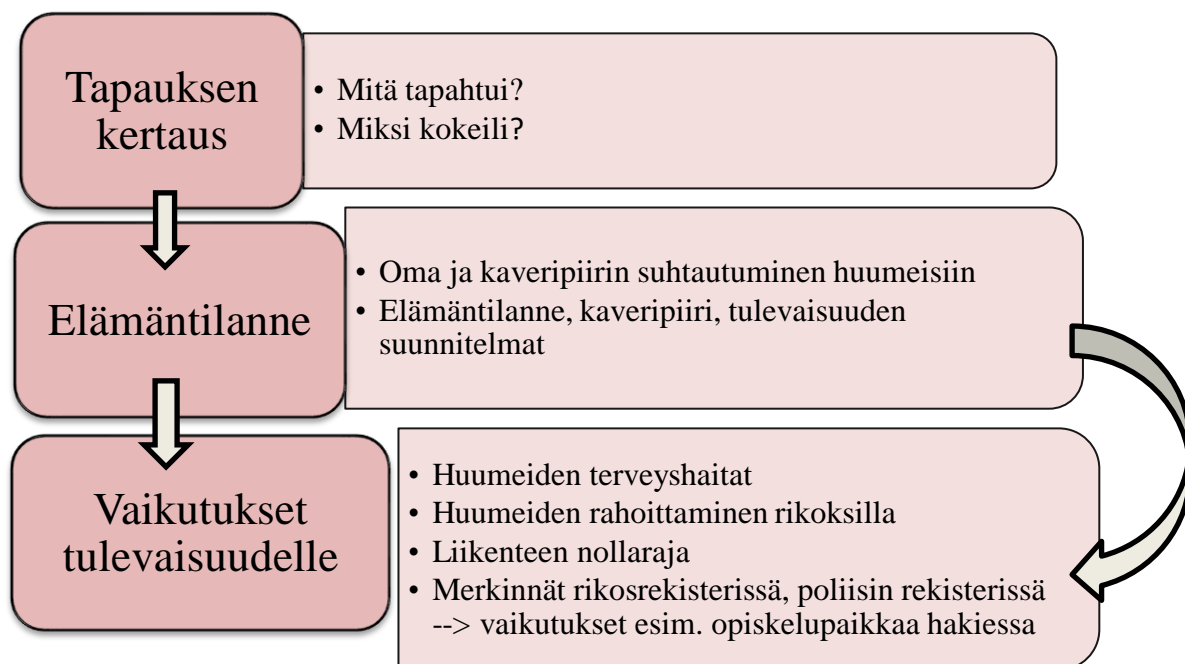 Tapauksen
kertaus
• Mitä tapahtui?
• Miksi kokeili?
Elämäntilanne
• Oma ja kaveripiirin suhtautuminen huumeisiin
• Elämäntilanne, kaveripiiri, tulevaisuuden
suunnitelmat
Vaikutukset
tulevaisuudelle
• Huumeiden terveyshaitat
• Huumeiden rahoittaminen rikoksilla
• Liikenteen nollaraja
• Merkinnät rikosrekisterissä, poliisin rekisterissä
--> vaikutukset esim. opiskelupaikkaa hakiessa